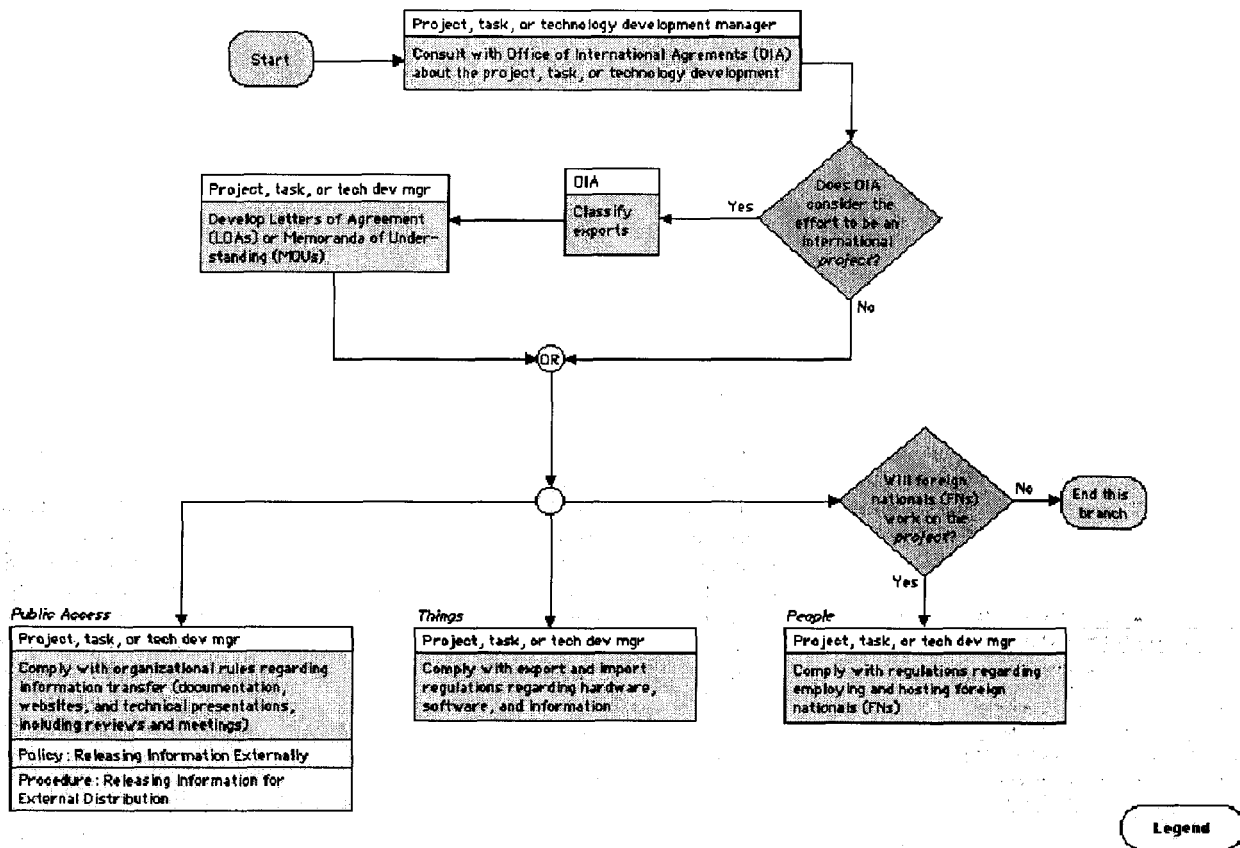 Project, task, or technology development manager
Start
Consult with Office of International Agrements (OIA)
about the project, task, or technology development
Does OIA
consider the
effort to be an
international
project?
Yes
No
OIA
Classify
exports
Project, task, or tech dev mgr
Develop Letters of Agreement
(LOAs) or Memoranda of Under-
standing (MOUs)
OR
Will foreign
nationals (FNs)
work on the
project?
No
End this
branch
Yes
Public Access
Project, task, or tech dev mgr
Comply with organizational rules regarding
information transfer (documentation,
websites, and technical presentations,
including reviews and meetings)
Policy: Releasing Information Externally
Procedure: Releasing Information for
External Distribution
Things
Project, task, or tech dev mgr
Comply with export and import
regulations regarding hardware,
software, and information
People
Project, task, or tech dev mgr
Comply with regulations regarding
employing and hosting foreign
nationals (FNs)
Legend